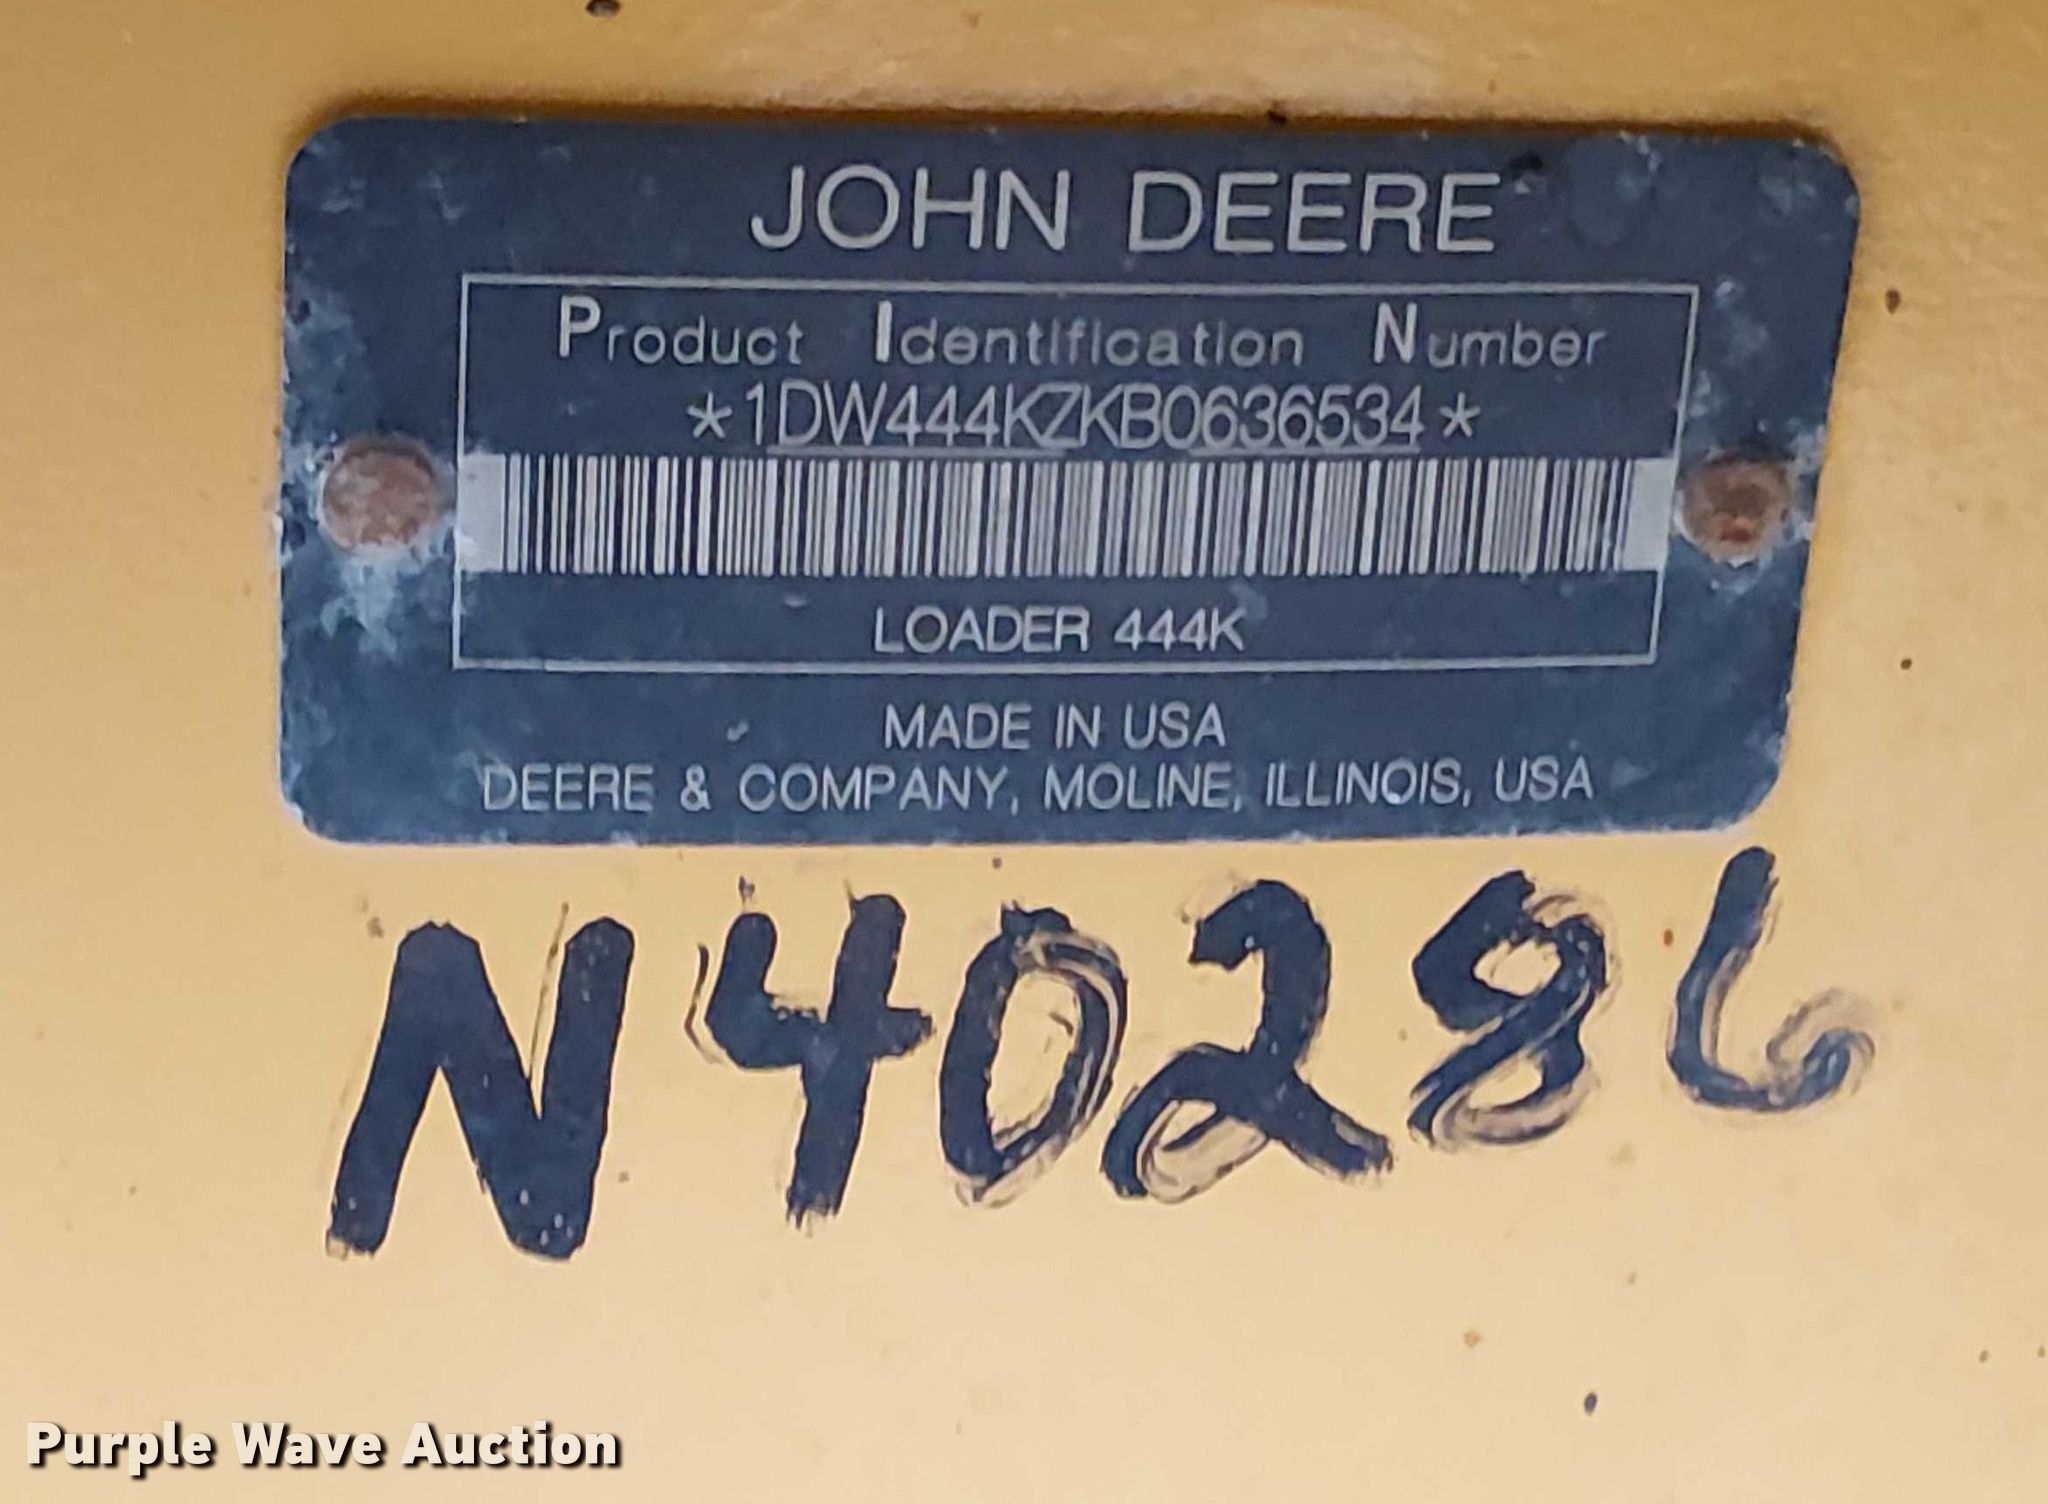 JOHN DEERE
Product Identification Number
*1DW444KZKB0636534*
LOADER 444K
MADE IN USA
DEERE & COMPANY, MOLINE, ILLINOIS, USA
N40286
Purple Wave Auction